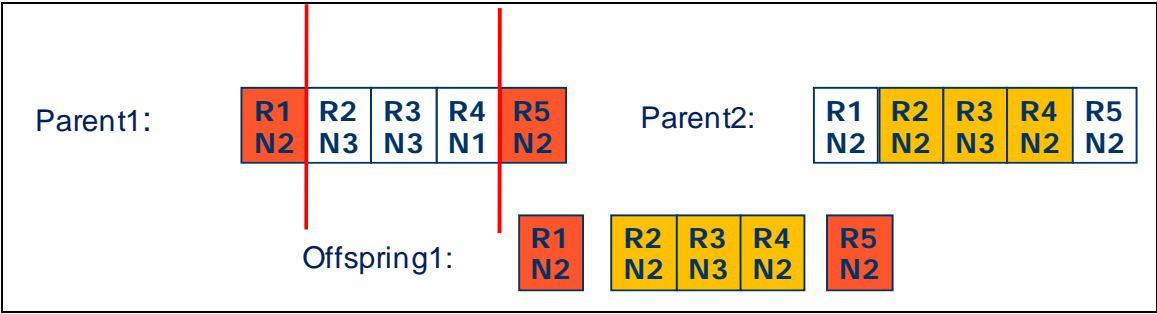 Parent1: R1 R2 R3 R4 R5 Parent2: R1 R2 R3 R4 R5
N2 N3 N3 N1 N2 N2 N2 N3 N2 N2
Offspring1: R1 R2 R3 R4 R5
N2 N2 N3 N2 N2